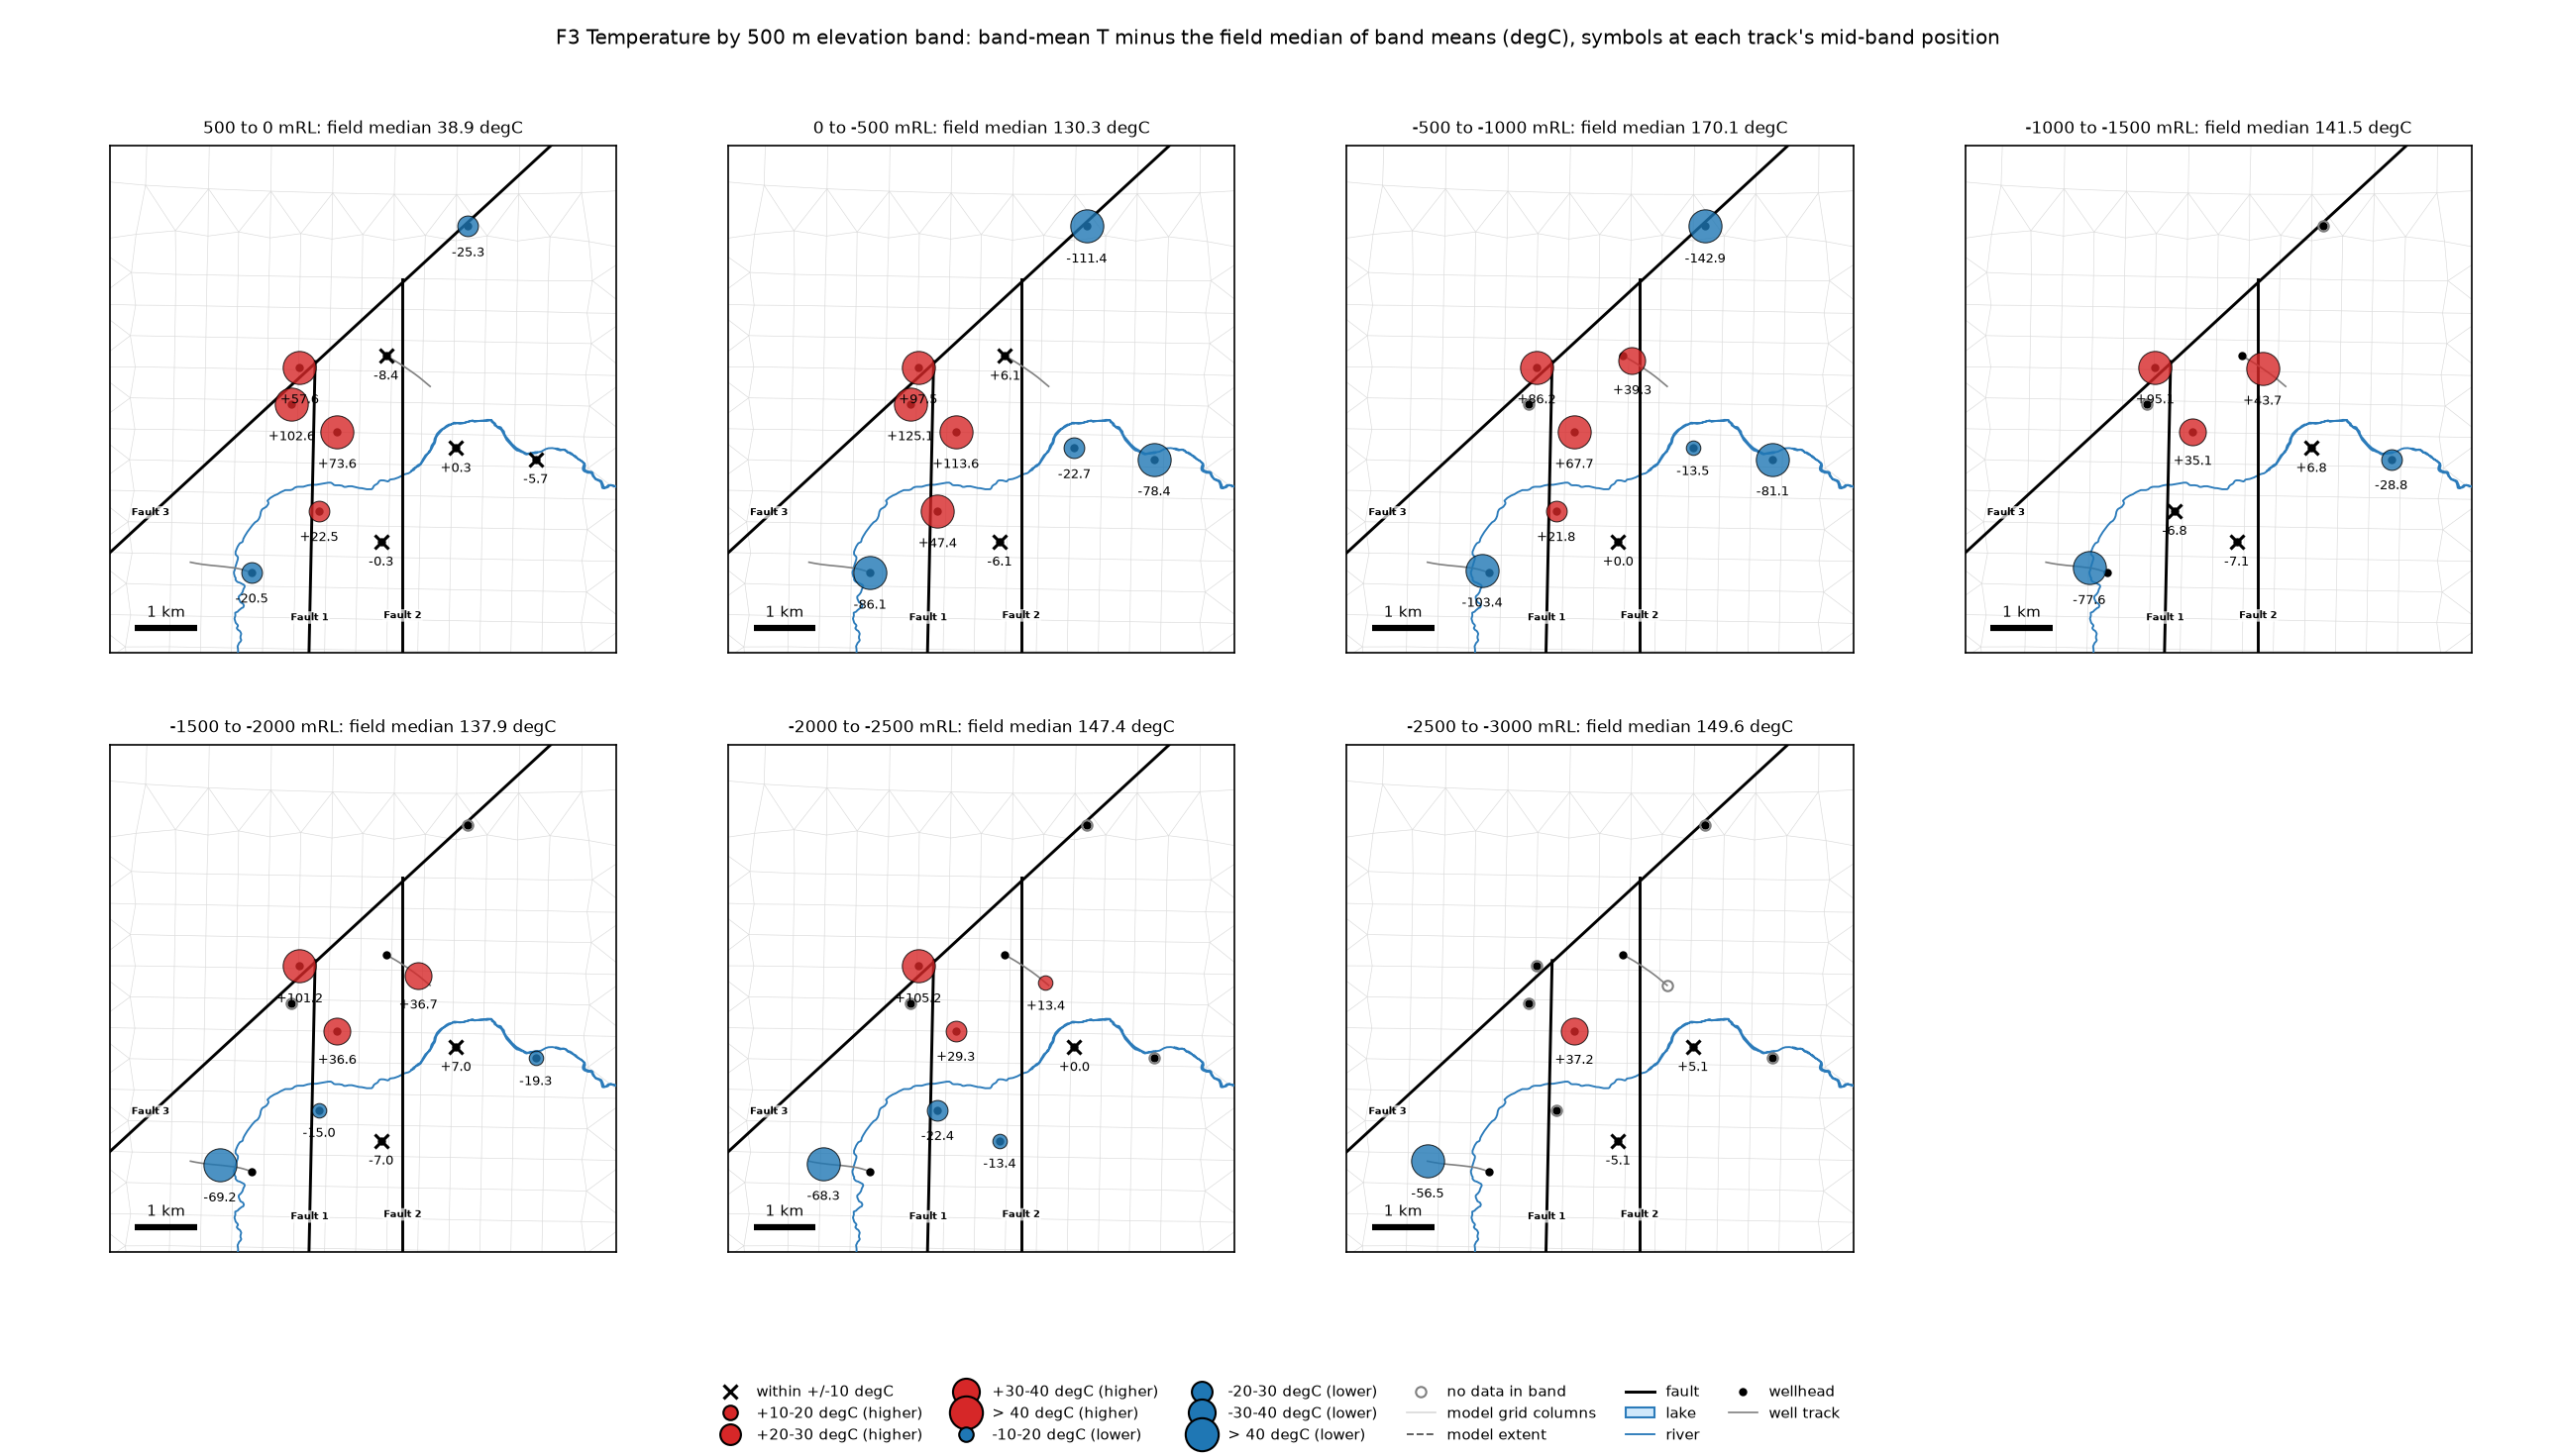 F3 Temperature by 500 m elevation band: band-mean T minus the field median of band means (degC), symbols at each track's mid-band position
500 to 0 mRL: field median 38.9 degC
-25.3
-8.4
+57.6
+102.6
+73.6
+0.3
-5.7
Fault 3
+22.5
-0.3
-20.5
1 km
Fault 1
Fault 2
0 to -500 mRL: field median 130.3 degC
-111.4
+6.1
+97.5
+125.1
+113.6
-22.7
-78.4
Fault 3
+47.4
-6.1
-86.1
1 km
Fault 1
Fault 2
-500 to -1000 mRL: field median 170.1 degC
-142.9
+39.3
+86.2
+67.7
-13.5
-81.1
Fault 3
+21.8
+0.0
-103.4
1 km
Fault 1
Fault 2
-1000 to -1500 mRL: field median 141.5 degC
+95.1
+43.7
+35.1
+6.8
-28.8
Fault 3
-6.8
-7.1
-77.6
1 km
Fault 1
Fault 2
-1500 to -2000 mRL: field median 137.9 degC
+101.2
+36.7
+36.6
+7.0
-19.3
Fault 3
-15.0
-7.0
-69.2
1 km
Fault 1
Fault 2
-2000 to -2500 mRL: field median 147.4 degC
+105.2
+13.4
+29.3
+0.0
Fault 3
-22.4
-13.4
-68.3
1 km
Fault 1
Fault 2
-2500 to -3000 mRL: field median 149.6 degC
+37.2
+5.1
Fault 3
-5.1
-56.5
1 km
Fault 1
Fault 2
within +/-10 degC
+10-20 degC (higher)
+20-30 degC (higher)
+30-40 degC (higher)
> 40 degC (higher)
-10-20 degC (lower)
-20-30 degC (lower)
-30-40 degC (lower)
> 40 degC (lower)
no data in band
model grid columns
model extent
fault
lake
river
wellhead
well track